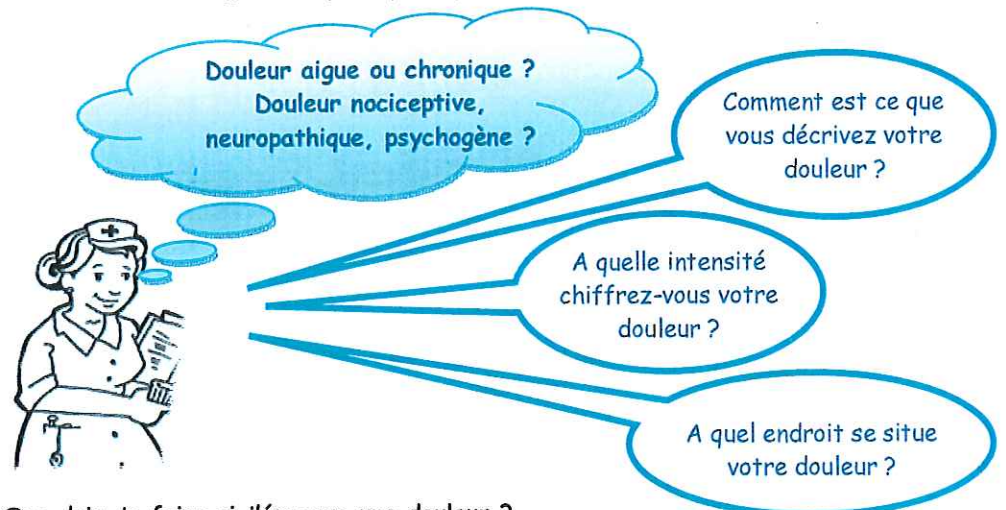 Douleur aigue ou chronique ?
Douleur nociceptive,
neuropathique, psychogène ?
Comment est ce que
vous décrivez votre
douleur ?
A quelle intensité
chiffrez-vous votre
douleur ?
A quel endroit se situe
votre douleur ?